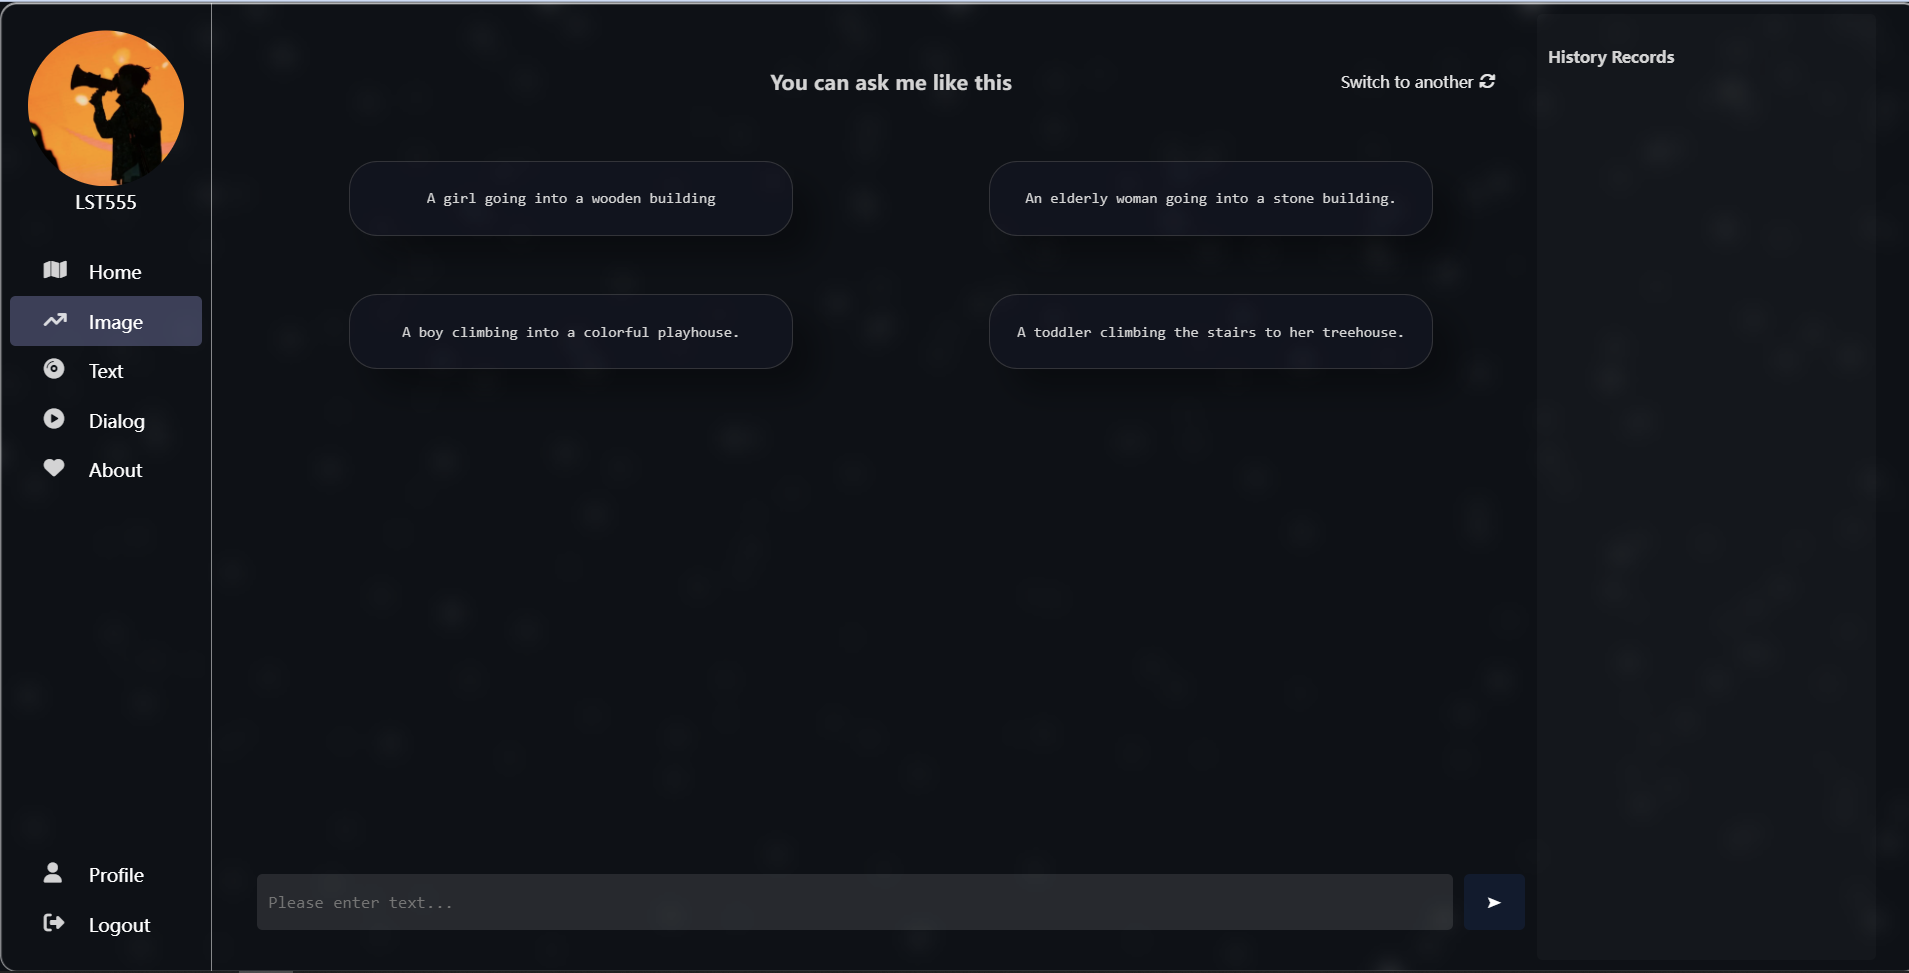 LST555
Home
Image
Text
Dialog
About
Profile
Logout
You can ask me like this
Switch to another
A girl going into a wooden building
An elderly woman going into a stone building.
A boy climbing into a colorful playhouse.
A toddler climbing the stairs to her treehouse.
Please enter text...
History Records